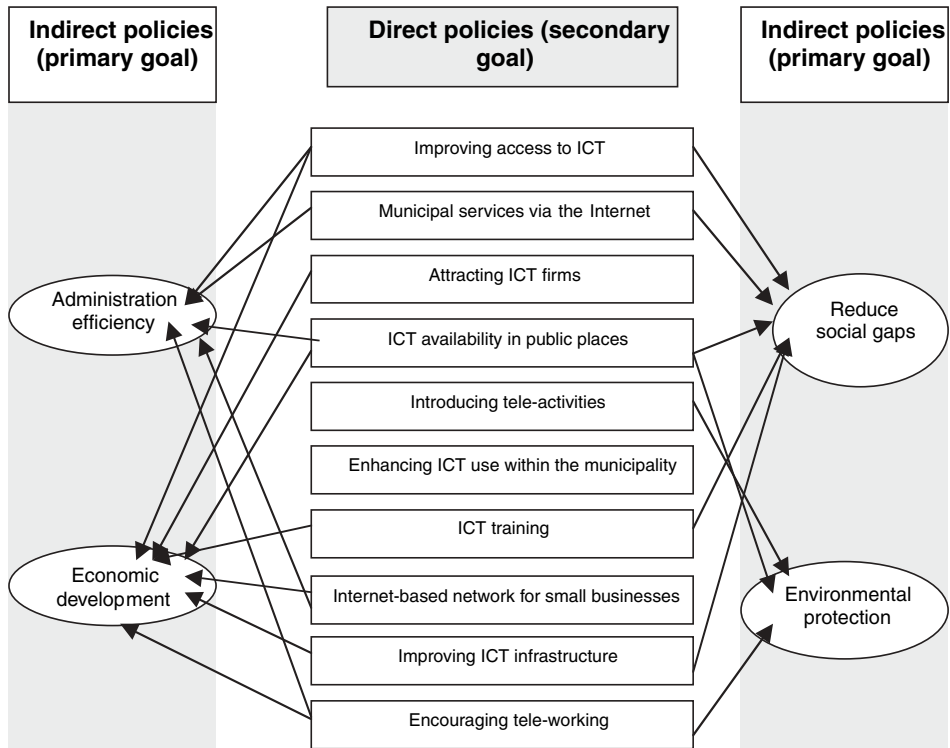 Indirect policies
(primary goal)
Direct policies (secondary
goal)
Indirect policies
(primary goal)
Improving access to ICT
Municipal services via the Internet
Attracting ICT firms
Administration
efficiency
Reduce
social gaps
ICT availability in public places
Introducing tele-activities
Enhancing ICT use within the municipality
ICT training
Economic
development
Internet-based network for small businesses
Environmental
protection
Improving ICT infrastructure
Encouraging tele-working